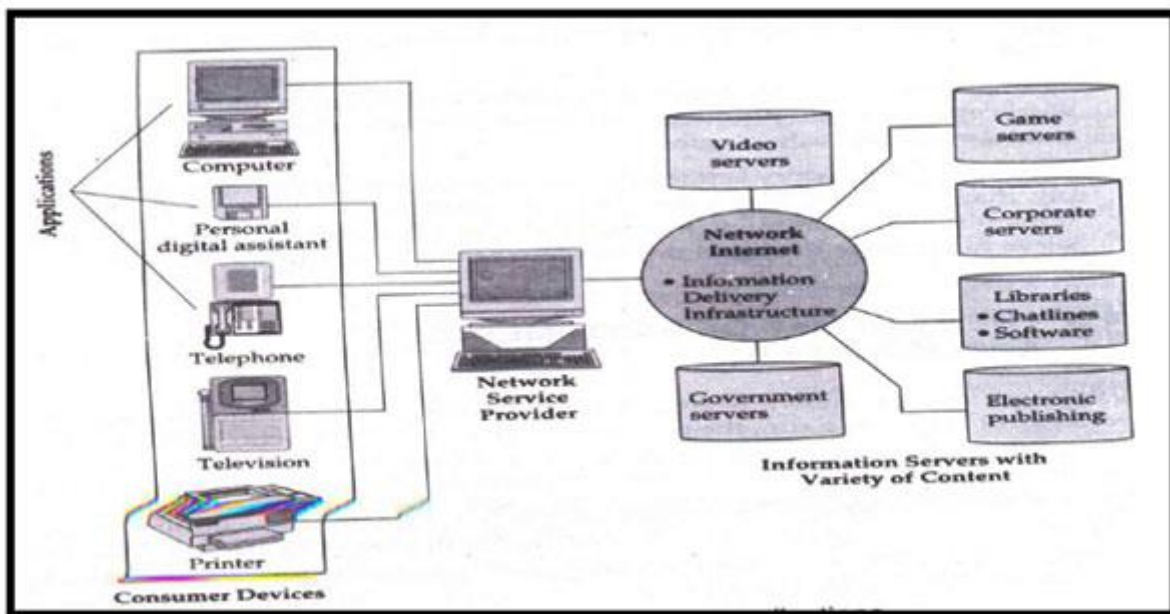 Applications
Computer
Personal
digital assistant
Telephone
Television
Printer
Consumer Devices
Network
Service
Provider
Video
servers
Network
Internet
• Information
Delivery
Infrastructure
Government
servers
Game
servers
Corporate
servers
Libraries
• Chatlines
• Software
Electronic
publishing
Information Servers with
Variety of Content